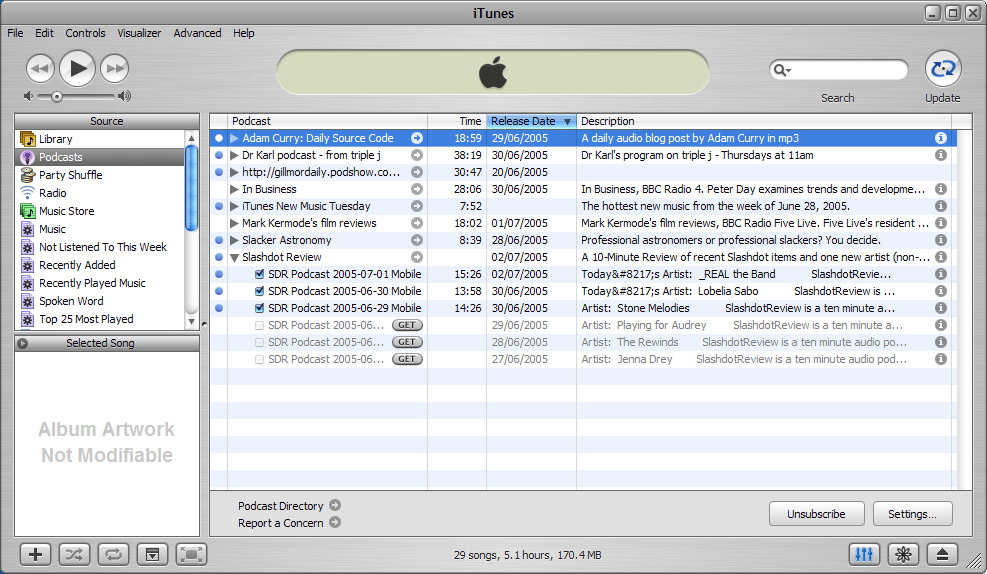 iTunes
File Edit Controls Visualizer Advanced Help
Search
Update
Source
Library
Podcasts
Party Shuffle
Radio
Music Store
Music
Not Listened To This Week
Recently Added
Recently Played Music
Spoken Word
Top 25 Most Played
Selected Song
Album Artwork
Not Modifiable
Podcast Time Release Date Description
Adam Curry: Daily Source Code 18:59 29/06/2005 A daily audio blog post by Adam Curry in mp3
Dr Karl podcast - from triple j 38:19 30/06/2005 Dr Karl's program on triple j - Thursdays at 11am
http://gillmordaily.podshow.co... 30:47 20/06/2005
In Business 28:06 30/06/2005 In Business, BBC Radio 4. Peter Day examines trends and developme...
iTunes New Music Tuesday 7:52 The hottest new music from the week of June 28, 2005.
Mark Kermode's film reviews 18:02 01/07/2005 Mark Kermode's film reviews, BBC Radio Five Live. Five Live's resident ...
Slacker Astronomy 8:39 28/06/2005 Professional astronomers or professional slackers? You decide.
Slashdot Review 02/07/2005 A 10-Minute Review of recent Slashdot items and one new artist (non-...
SDR Podcast 2005-07-01 Mobile 15:26 02/07/2005 Today&#8217;s Artist: _REAL the Band SlashdotRevie...
SDR Podcast 2005-06-30 Mobile 13:58 30/06/2005 Today&#8217;s Artist: Lobelia Sabo SlashdotReview is ...
SDR Podcast 2005-06-29 Mobile 14:26 30/06/2005 Artist: Stone Melodies SlashdotReview is a ten minute a...
SDR Podcast 2005-06... GET 29/06/2005 Artist: Playing for Audrey SlashdotReview is a ten minute a...
SDR Podcast 2005-06... GET 28/06/2005 Artist: The Rewinds SlashdotReview is a ten minute audio po...
SDR Podcast 2005-06... GET 27/06/2005 Artist: Jenna Drey SlashdotReview is a ten minute audio pod...
Podcast Directory
Report a Concern
Unsubscribe
Settings...
29 songs, 5.1 hours, 170.4 MB